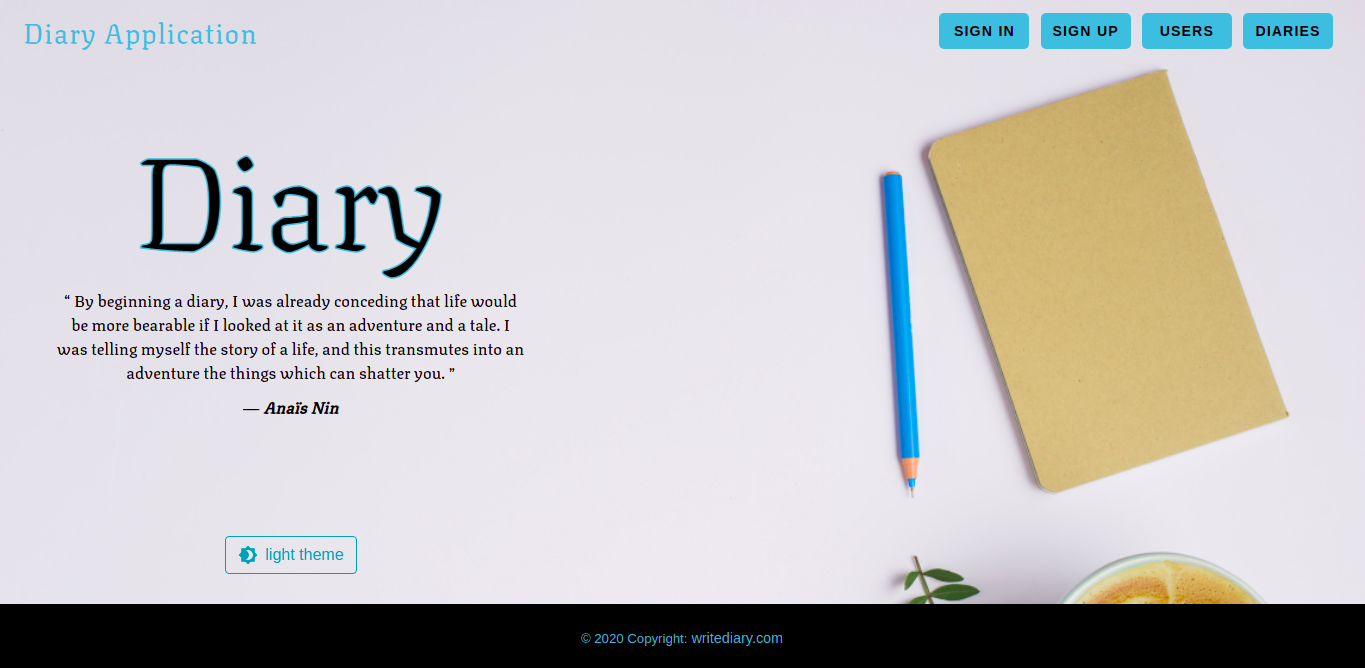 Diary Application
SIGN IN
SIGN UP
USERS
DIARIES
Diary
“ By beginning a diary, I was already conceding that life would
be more bearable if I looked at it as an adventure and a tale. I
was telling myself the story of a life, and this transmutes into an
adventure the things which can shatter you. ”
— Anaïs Nin
light theme
© 2020 Copyright: writediary.com